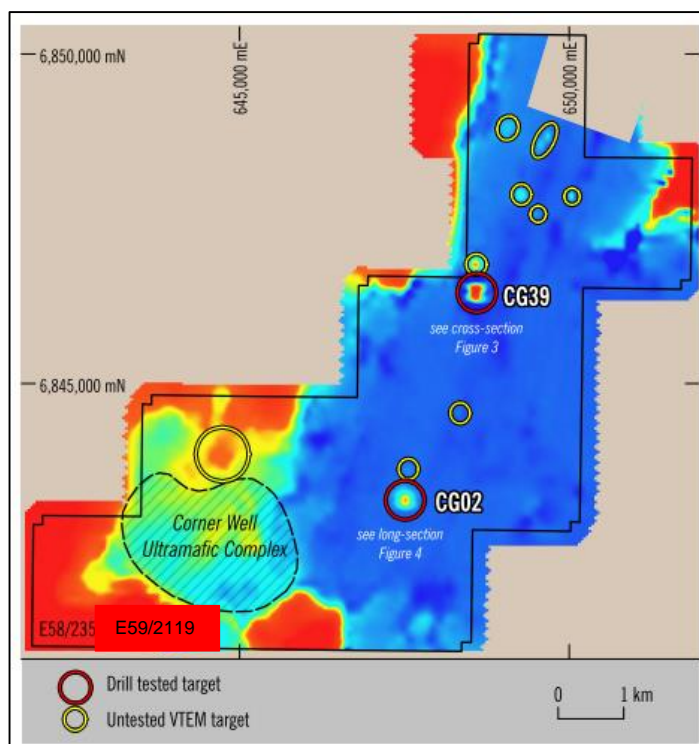 6,850,000 mN
645,000 mE
650,000 mE
CG39
see cross-section
Figure 3
6,845,000 mN
CG02
see long-section
Figure 4
Corner Well
Ultramafic Complex
E58/235
E59/2119
Drill tested target
Untested VTEM target
0 1 km